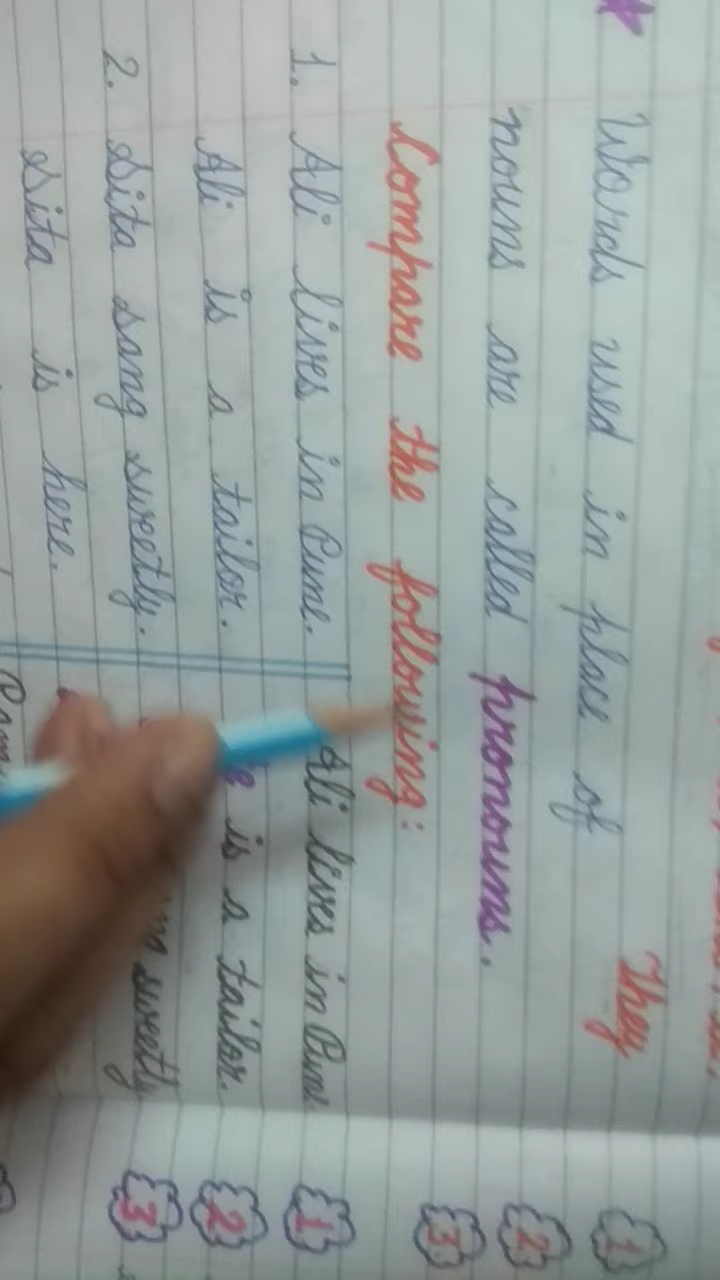 Words used in place of
They
nouns are called pronouns.
Compare the following:
1. Ali lives in Pune. Ali lives in Pune.
Ali is a tailor. is a tailor.
2. Sita sang sweetly. sweetly
Sita is here.
1
2
3
1
2
3